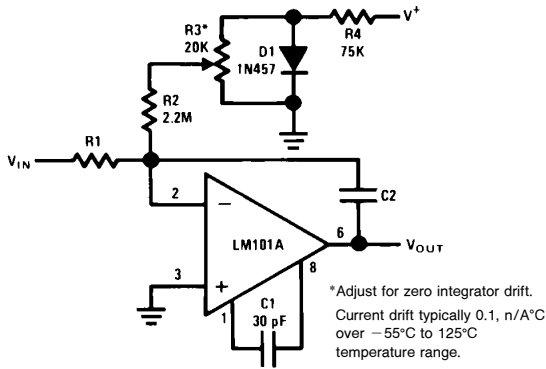 R3*
20K
D1
1N457
R4
75K
V+
R2
2.2M
R1
VIN
2
−
LM101A
6
VOUT
C2
3
+
8
1
C1
30 pF
*Adjust for zero integrator drift.
Current drift typically 0.1, n/A°C
over −55°C to 125°C
temperature range.